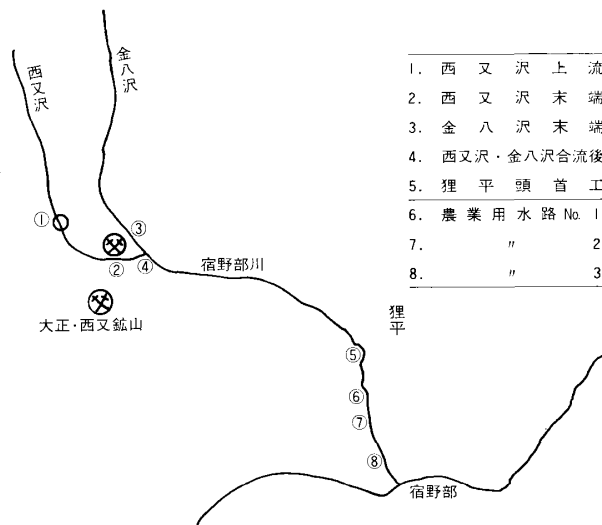 西又沢
金八沢
1. 西又沢上流
2. 西又沢末端
3. 金八沢末端
4. 西又沢・金八沢合流後
5. 狸平頭首工
6. 農業用水路 No. 1
7. 〃 2
8. 〃 3
①
③
②
④
宿野部川
大正・西又鉱山
狸平
⑤
⑥
⑦
⑧
宿野部